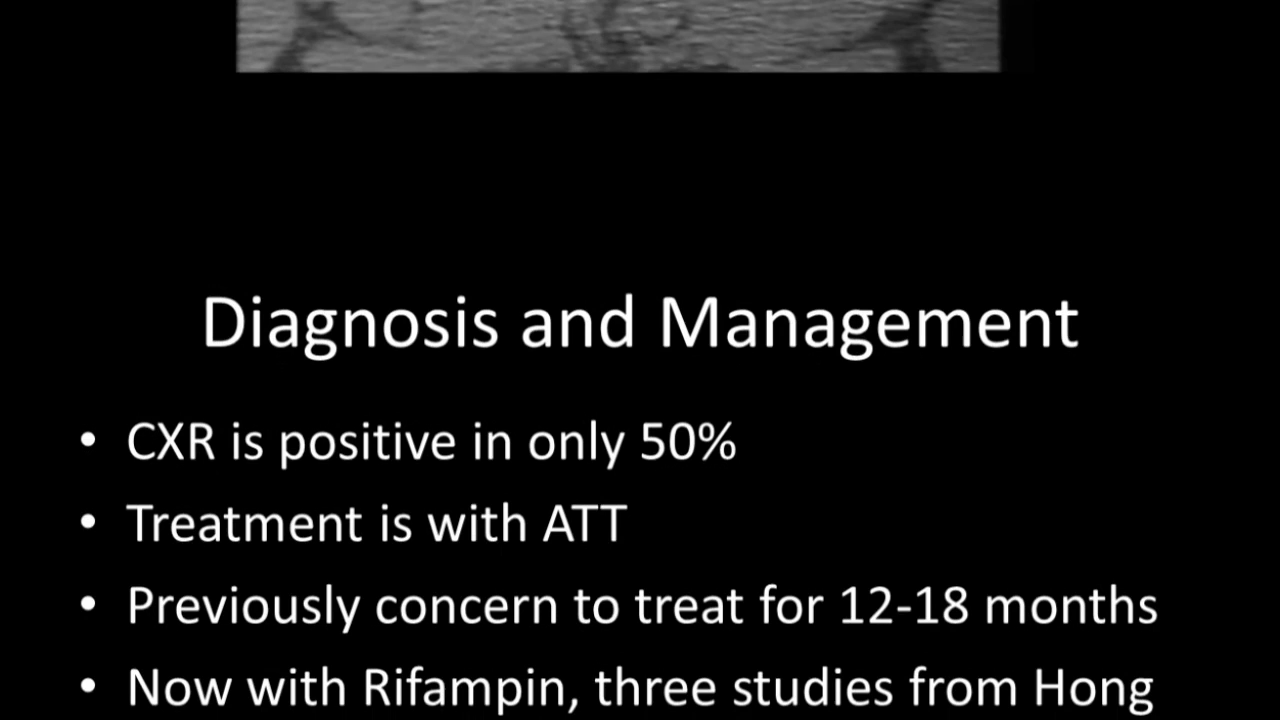 Diagnosis and Management
• CXR is positive in only 50%
• Treatment is with ATT
• Previously concern to treat for 12-18 months
• Now with Rifampin, three studies from Hong